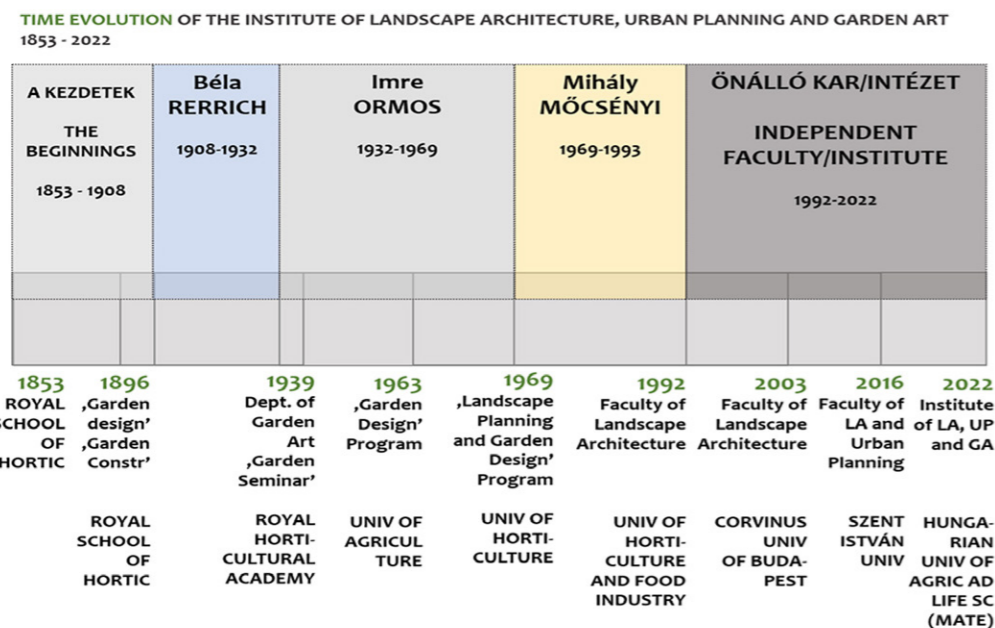 TIME EVOLUTION OF THE INSTITUTE OF LANDSCAPE ARCHITECTURE, URBAN PLANNING AND GARDEN ART
1853 - 2022
A KEZDETEK
THE
BEGINNINGS
1853 - 1908
Béla
RERRICH
1908-1932
Imre
ORMOS
1932-1969
Mihály
MŐCSÉNYI
1969-1993
ÖNÁLLÓ KAR/INTÉZET
INDEPENDENT
FACULTY/INSTITUTE
1992-2022
1853
ROYAL
SCHOOL
OF
HORTIC
1896
‚Garden
design’
‚Garden
Constr’
ROYAL
SCHOOL
OF
HORTIC
1939
Dept. of
Garden
Art
‚Garden
Seminar’
ROYAL
HORTI-
CULTURAL
ACADEMY
1963
‚Garden
Design’
Program
UNIV OF
AGRICUL
TURE
1969
‚Landscape
Planning
and Garden
Design’
Program
UNIV OF
HORTI-
CULTURE
1992
Faculty of
Landscape
Architecture
UNIV OF
HORTI-
CULTURE
AND FOOD
INDUSTRY
2003
Faculty of
Landscape
Architecture
CORVINUS
UNIV
OF BUDA-
PEST
2016
Faculty of
LA and
Urban
Planning
SZENT
ISTVÁN
UNIV
2022
Institute
of LA, UP
and GA
HUNGA-
RIAN
UNIV OF
AGRIC AD
LIFE SC
(MATE)